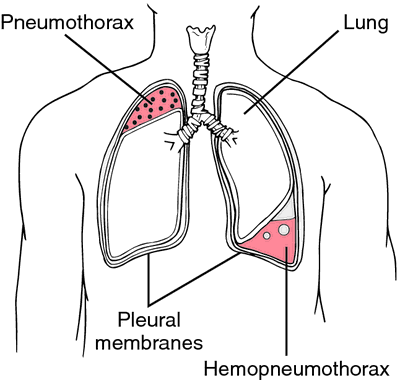 Pneumothorax
Lung
Pleural
membranes
Hemopneumothorax